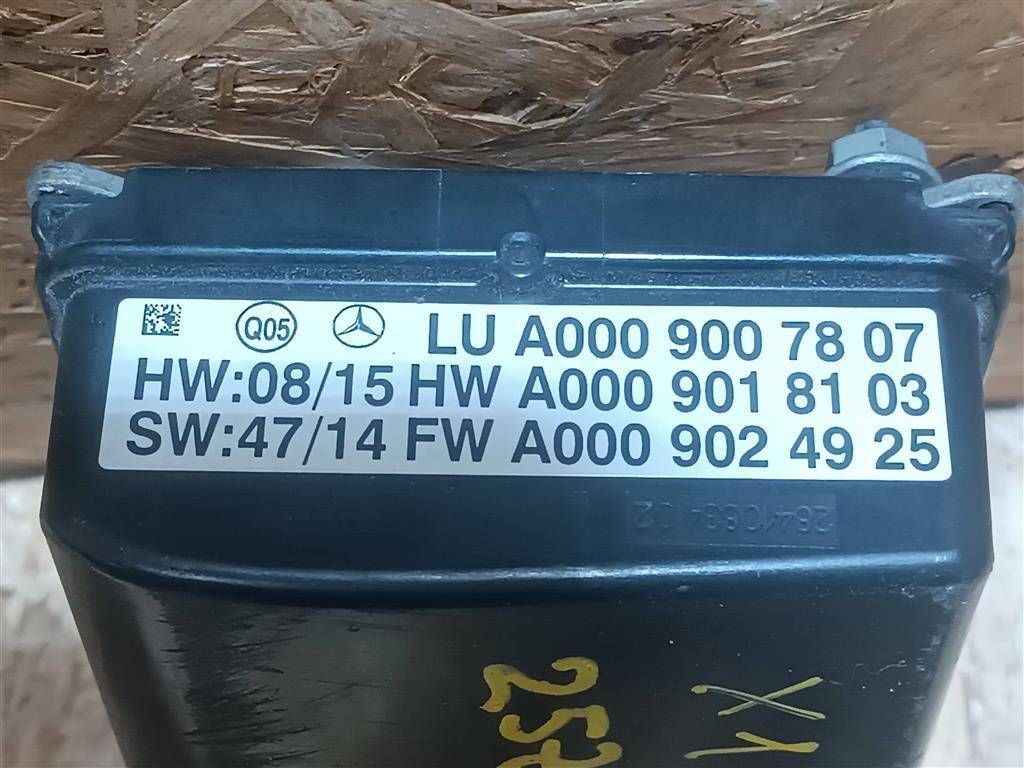 Q05 LU A000 900 78 07
HW:08/15 HW A000 901 81 03
SW:47/14 FW A000 902 49 25
X1